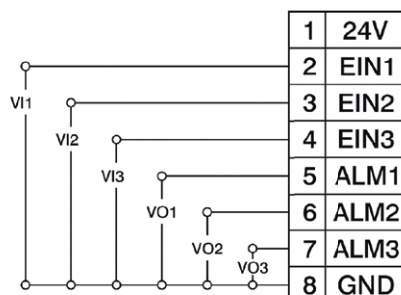 1 24V
2 EIN1
VI1
3 EIN2
VI2
4 EIN3
VI3
5 ALM1
VO1
6 ALM2
VO2
7 ALM3
VO3
8 GND